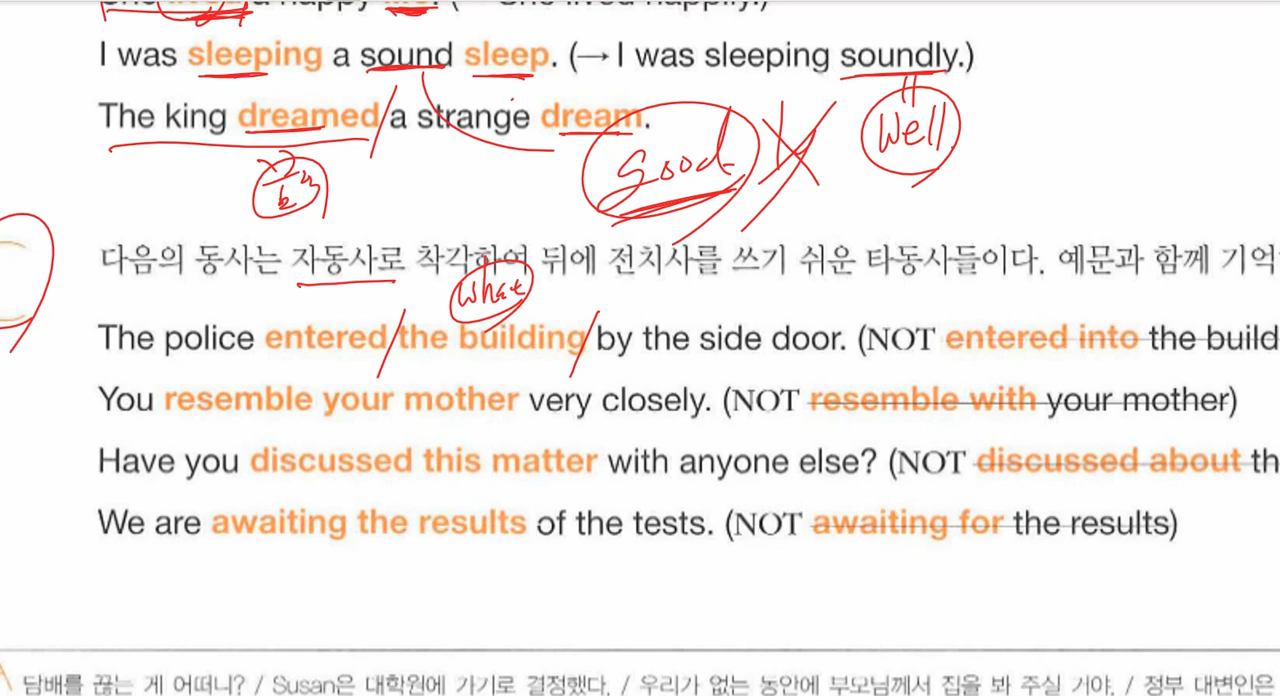 I was sleeping a sound sleep. (→ I was sleeping soundly.)
The king dreamed a strange dream.
Good
Well
다음의 동사는 자동사로 착각하여 뒤에 전치사를 쓰기 쉬운 타동사들이다. 예문과 함께 기억
What
The police entered the building by the side door. (NOT entered into the build
You resemble your mother very closely. (NOT resemble with your mother)
Have you discussed this matter with anyone else? (NOT discussed about th
We are awaiting the results of the tests. (NOT awaiting for the results)
담배를 끊는 게 어떠니? / Susan은 대학원에 가기로 결정했다. / 우리가 없는 동안에 부모님께서 집을 봐 주실 거야. / 정부 대변인은